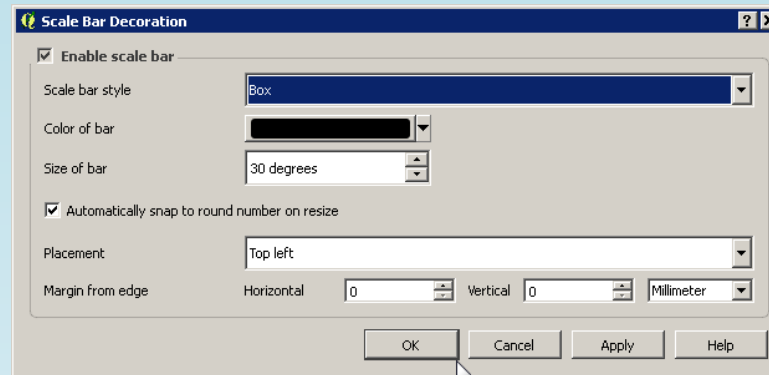 Scale Bar Decoration
Enable scale bar
Scale bar style Box
Color of bar
Size of bar 30 degrees
Automatically snap to round number on resize
Placement Top left
Margin from edge Horizontal 0 Vertical 0 Millimeter
OK Cancel Apply Help